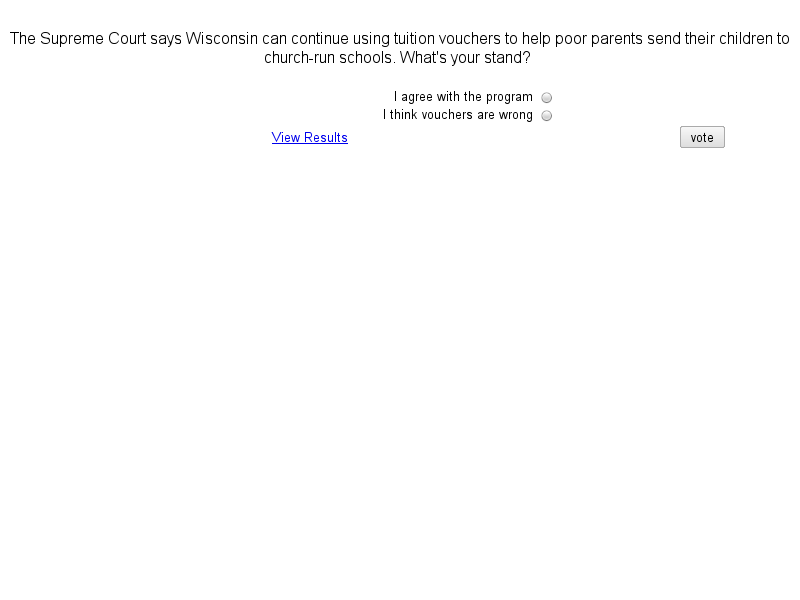 The Supreme Court says Wisconsin can continue using tuition vouchers to help poor parents send their children to
church-run schools. What's your stand?
I agree with the program
I think vouchers are wrong
View Results
vote